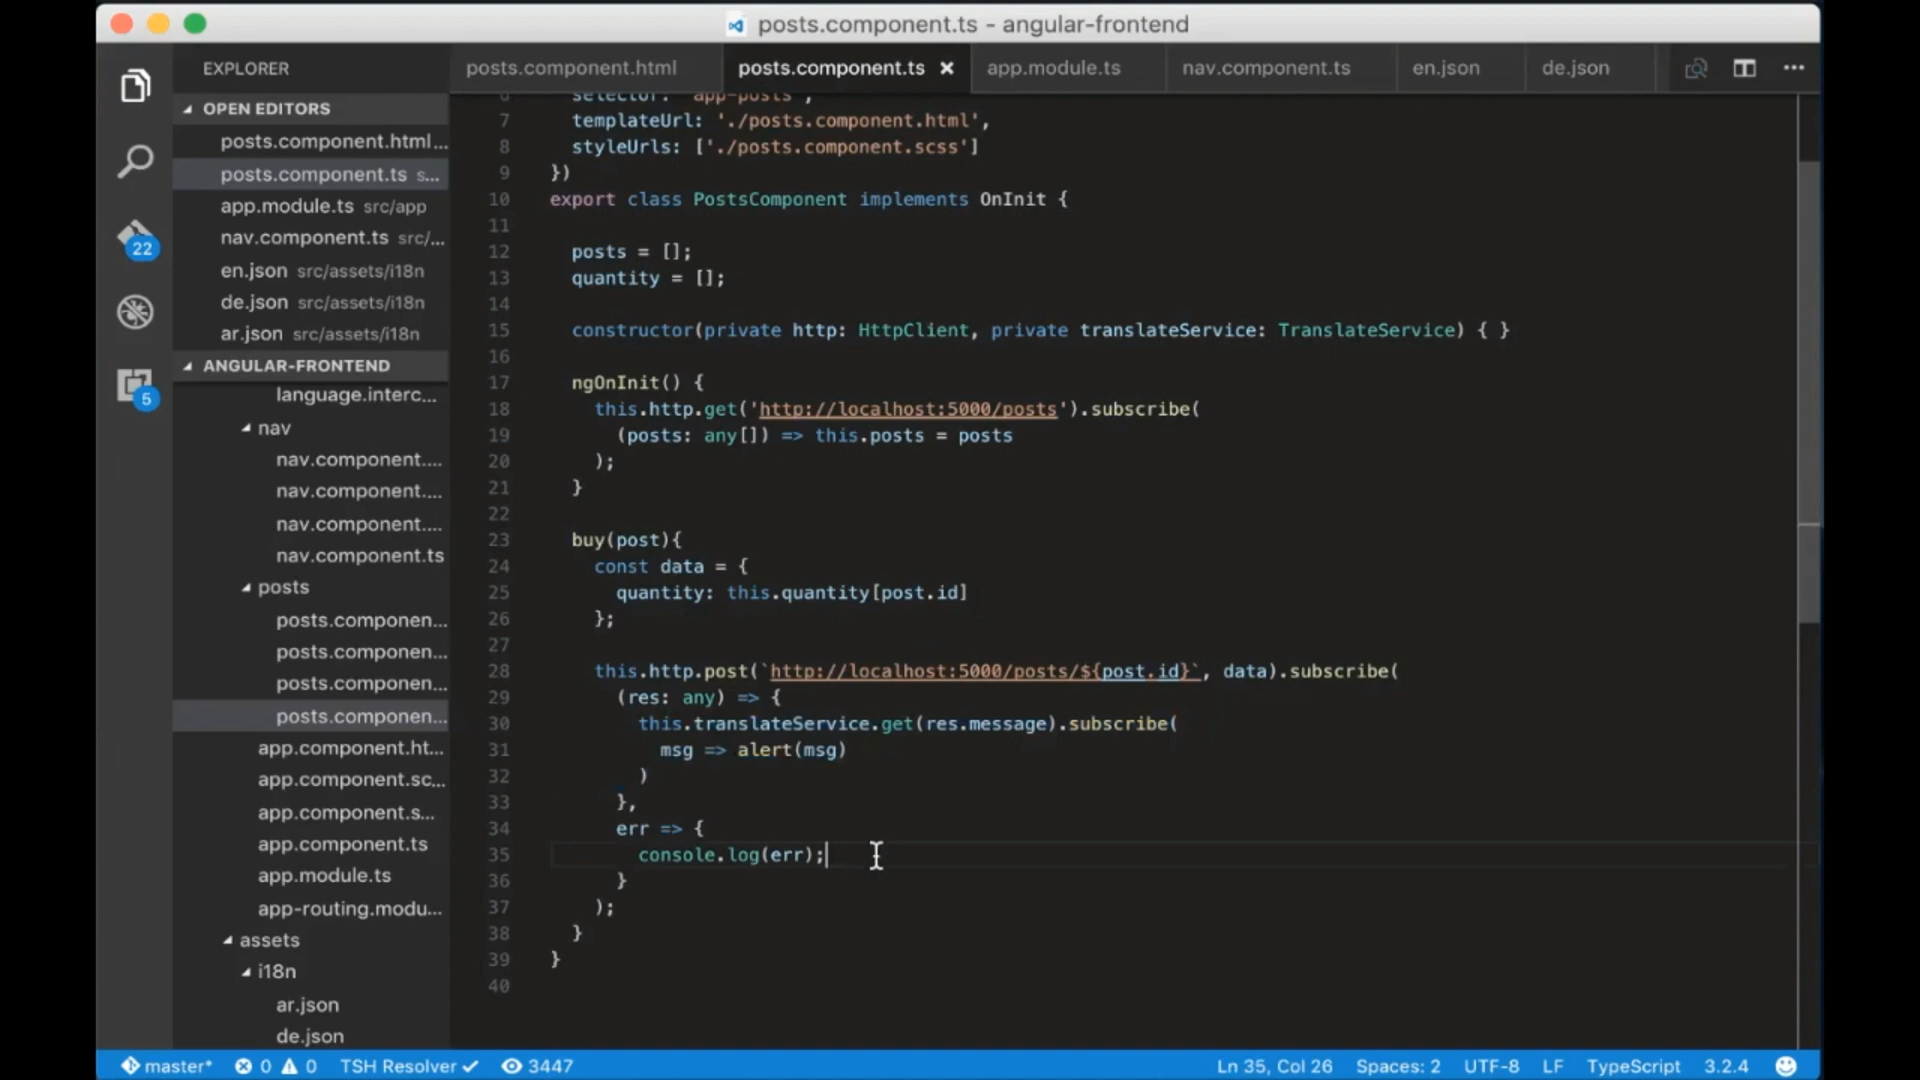 posts.component.ts - angular-frontend
EXPLORER
posts.component.html
posts.component.ts
app.module.ts
nav.component.ts
en.json
de.json
OPEN EDITORS
posts.component.html...
posts.component.ts s...
app.module.ts src/app
nav.component.ts src/...
en.json src/assets/i18n
de.json src/assets/i18n
ar.json src/assets/i18n
ANGULAR-FRONTEND
language.interc...
nav
nav.component....
nav.component....
nav.component....
nav.component.ts
posts
posts.componen...
posts.componen...
posts.componen...
posts.componen...
app.component.ht...
app.component.sc...
app.component.s...
app.component.ts
app.module.ts
app-routing.modu...
assets
i18n
ar.json
de.json
22
5
6 selector: 'app-posts',
7 templateUrl: './posts.component.html',
8 styleUrls: ['./posts.component.scss']
9 })
10 export class PostsComponent implements OnInit {
11
12 posts = [];
13 quantity = [];
14
15 constructor(private http: HttpClient, private translateService: TranslateService) { }
16
17 ngOnInit() {
18 this.http.get('http://localhost:5000/posts').subscribe(
19 (posts: any[]) => this.posts = posts
20 );
21 }
22
23 buy(post){
24 const data = {
25 quantity: this.quantity[post.id]
26 };
27
28 this.http.post(`http://localhost:5000/posts/${post.id}`, data).subscribe(
29 (res: any) => {
30 this.translateService.get(res.message).subscribe(
31 msg => alert(msg)
32 )
33 },
34 err => {
35 console.log(err);
36 }
37 );
38 }
39 }
40
master* 0 0 TSH Resolver 3447 Ln 35, Col 26 Spaces: 2 UTF-8 LF TypeScript 3.2.4